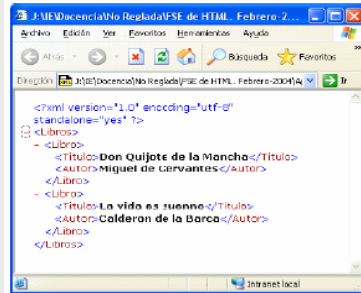 J:\IE\Docencia\No Reglada\FSE de HTML. Febrero-2...
Archivo Edición Ver Favoritos Herramientas Ayuda
Atrás Búsqueda Favoritos
Dirección J:\IE\Docencia\No Reglada\FSE de HTML. Febrero-2004\A Ir
<?xml version="1.0" encoding="utf-8"
standalone="yes" ?>
- <Libros>
- <Libro>
<Titulo>Don Quijote de la Mancha</Titulo>
<Autor>Miguel de Cervantes</Autor>
</Libro>
- <Libro>
<Titulo>La vida es suenno</Titulo>
<Autor>Calderon de la Barca</Autor>
</Libro>
</Libros>
Intranet local